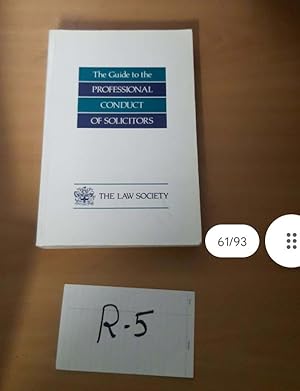 The Guide to the
PROFESSIONAL
CONDUCT
OF SOLICITORS
THE LAW SOCIETY
61/93
R-5